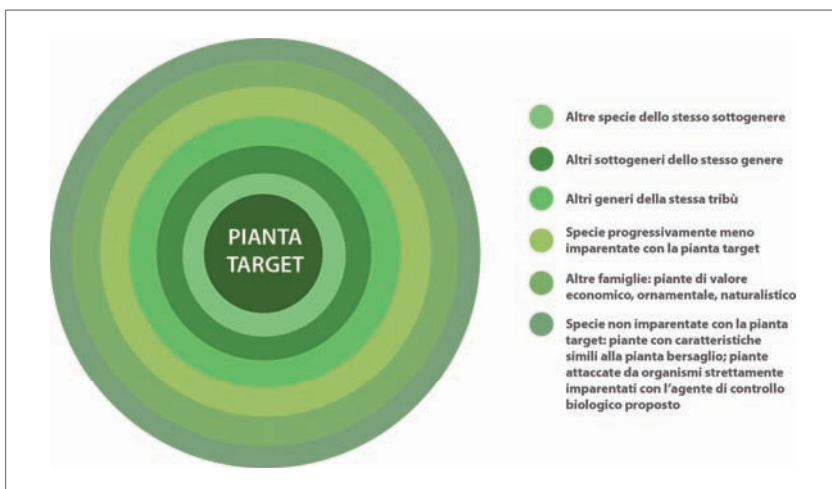 PIANTA
TARGET
Altre specie dello stesso sottogenere
Altri sottogeneri dello stesso genere
Altri generi della stessa tribù
Specie progressivamente meno
imparentate con la pianta target
Altre famiglie: piante di valore
economico, ornamentale, naturalistico
Specie non imparentate con la pianta
target: piante con caratteristiche
simili alla pianta bersaglio; piante
attaccate da organismi strettamente
imparentati con l'agente di controllo
biologico proposto